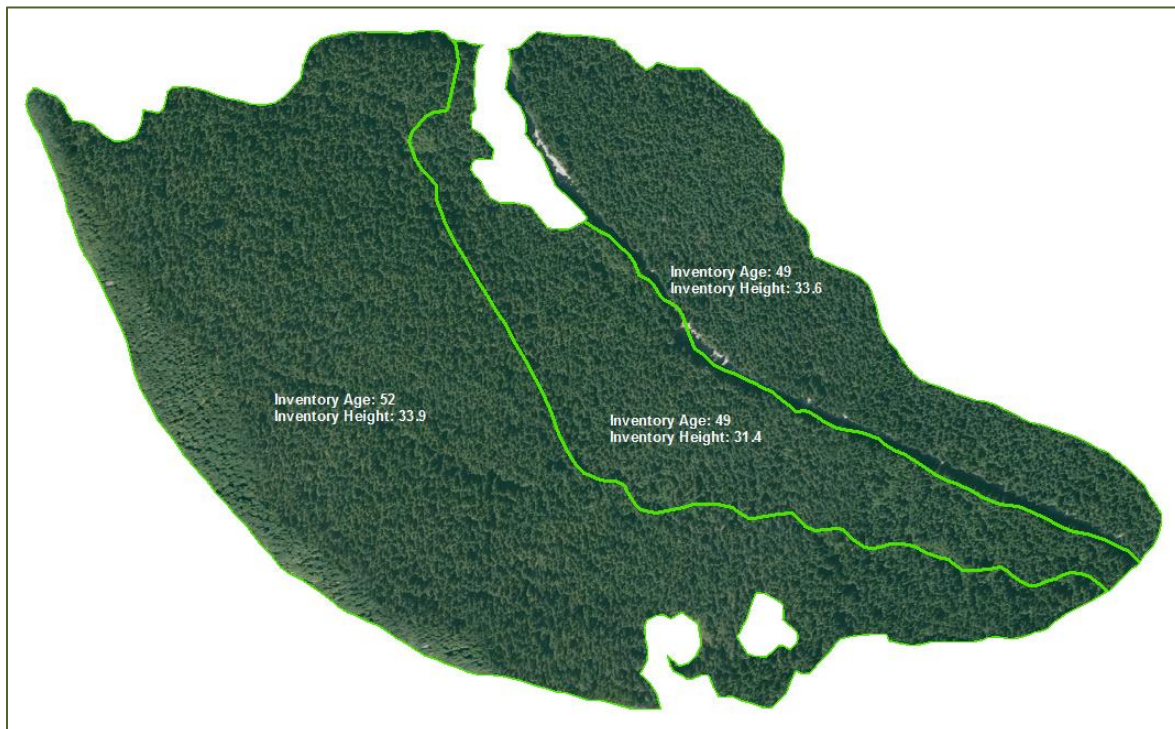 Inventory Age: 49
Inventory Height: 33.6
Inventory Age: 52
Inventory Height: 33.9
Inventory Age: 49
Inventory Height: 31.4